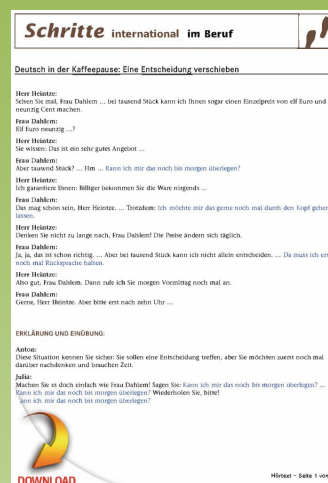 Schritte international im Beruf
Deutsch in der Kaffeepause: Eine Entscheidung verschieben
Herr Heintze:
Sehen Sie mal, Frau Dahlem ... bei tausend Stück kann ich Ihnen sogar einen Einzelpreis von elf Euro und
neunzig Cent machen.
Frau Dahlem:
Elf Euro neunzig ...?
Herr Heintze:
Sie wissen: Das ist ein sehr gutes Angebot ...
Frau Dahlem:
Aber tausend Stück? ... Hm ... Kann ich mir das noch bis morgen überlegen?
Herr Heintze:
Ich garantiere Ihnen: Billiger bekommen Sie die Ware nirgends ...
Frau Dahlem:
Das mag schon sein, Herr Heintze. ... Trotzdem: Ich möchte mir das gerne noch mal durch den Kopf gehen
lassen.
Herr Heintze:
Denken Sie nicht zu lange nach, Frau Dahlem! Die Preise ändern sich täglich.
Frau Dahlem:
Ja, ja, das ist schon richtig. ... Aber bei tausend Stück kann ich nicht allein entscheiden. ... Da muss ich
noch mal Rücksprache halten.
Herr Heintze:
Also gut, Frau Dahlem. Dann rufe ich Sie morgen Vormittag noch mal an.
Frau Dahlem:
Gerne, Herr Heintze. Aber bitte erst nach zehn Uhr ...
ERKLÄRUNG UND EINÜBUNG:
Anton:
Diese Situation kennen Sie sicher: Sie sollen eine Entscheidung treffen, aber Sie möchten zuerst noch mal
darüber nachdenken und brauchen Zeit.
Julia:
Machen Sie es doch einfach wie Frau Dahlem! Sagen Sie: Kann ich mir das noch bis morgen überlegen? ...
Kann ich mir das noch bis morgen überlegen? Wiederholen Sie, bitte!
ann ich mir das noch bis morgen überlegen?
DOWNLOAD
Hörtext – Seite 1 von